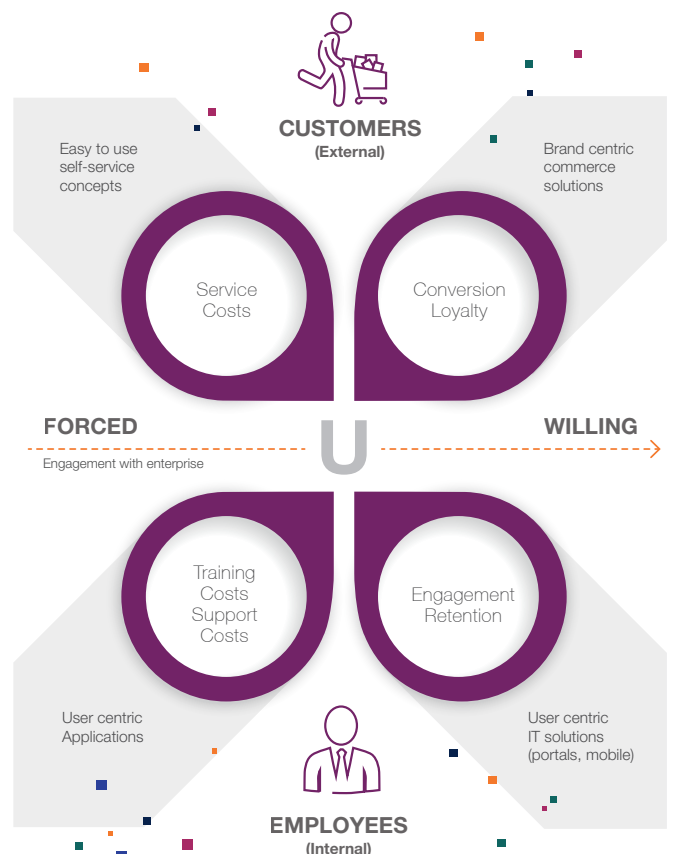 CUSTOMERS
(External)
Easy to use
self-service
concepts
Brand centric
commerce
solutions
Service
Costs
Conversion
Loyalty
FORCED
U
WILLING
Engagement with enterprise
Training
Costs
Support
Costs
Engagement
Retention
User centric
Applications
User centric
IT solutions
(portals, mobile)
EMPLOYEES
(Internal)